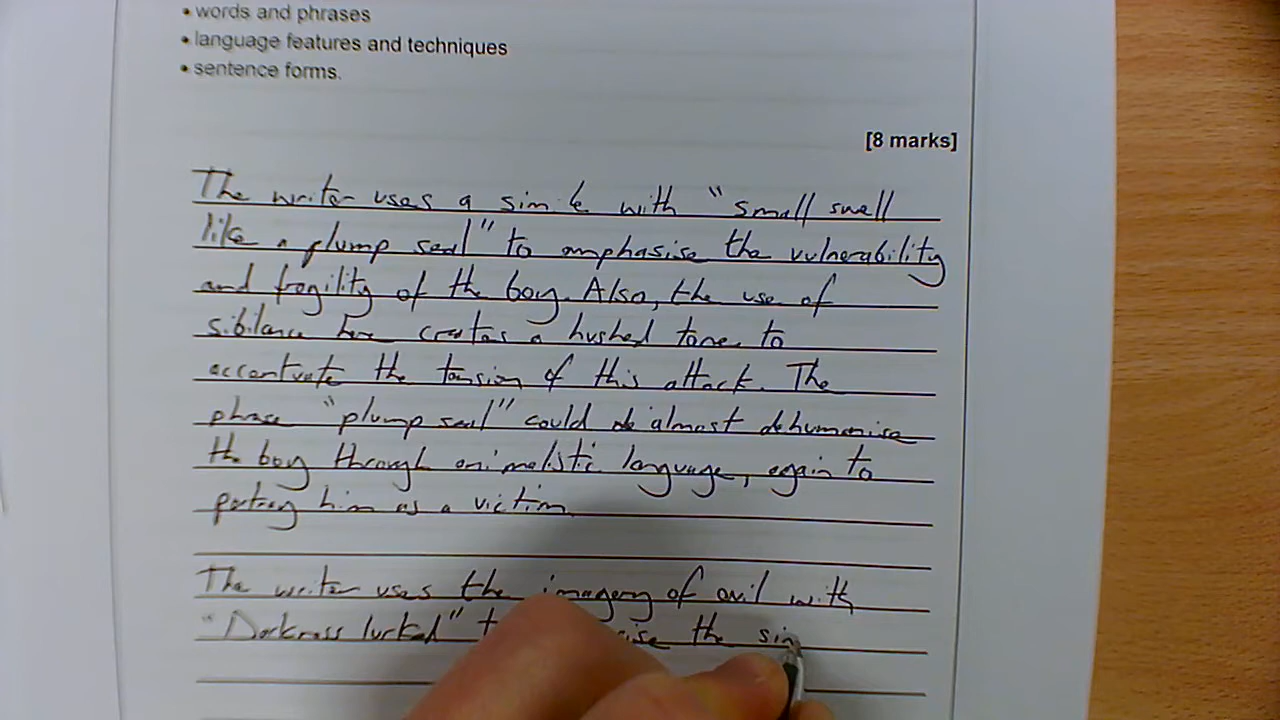 • words and phrases
• language features and techniques
• sentence forms.
[8 marks]
The writer uses a simile with "small swell
like a plump seal" to emphasise the vulnerability
and fragility of the boy. Also, the use of
sibilance here creates a hushed tone to
accentuate the tension of this attack. The
phrase "plump seal" could de almost dehumanise
the boy through animalistic language, again to
portray him as a victim
The writer uses the imagery of evil with
"Darkness lurked" the sin